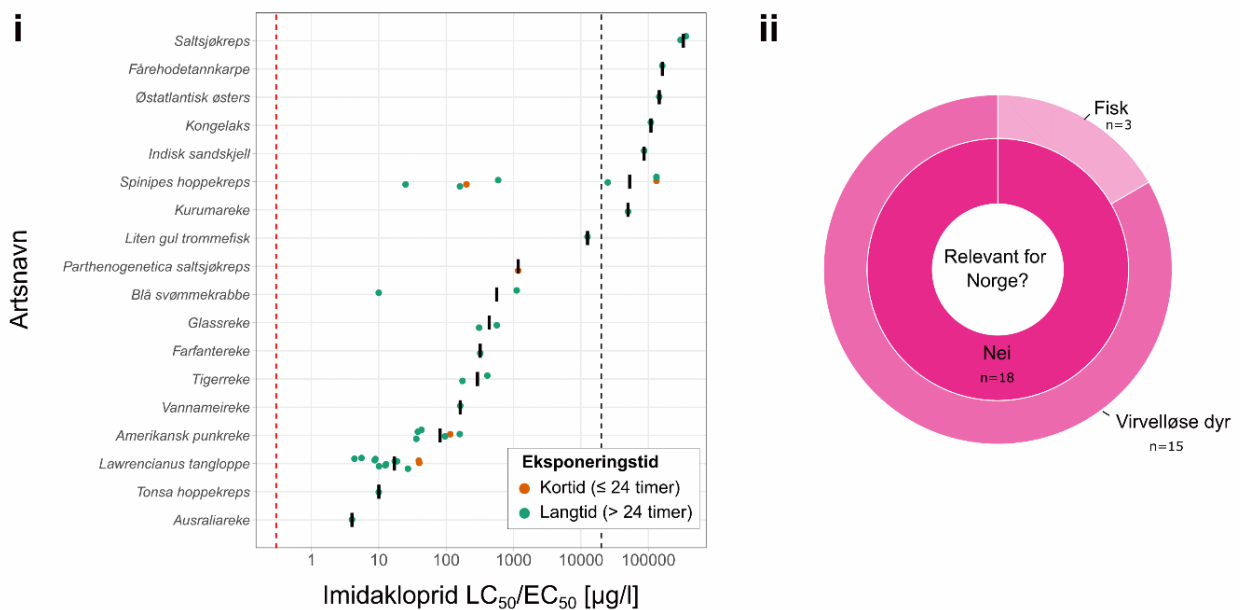 i
Artsnavn
Saltsjøkreps
Fårehodetannkarpe
Østatlantisk østers
Kongelaks
Indisk sandskjell
Spinipes hoppekreps
Kurumareke
Liten gul trommefisk
Parthenogenetica saltsjøkreps
Blå svømmekrabbe
Glassreke
Farfantereke
Tigerreke
Vannameireke
Amerikansk punkreke
Lawrencianus tangloppe
Tonsa hoppekreps
Ausraliareke
Eksponeringstid
Kortid (≤ 24 timer)
Langtid (> 24 timer)
1 10 100 1000 10000 100000
Imidakloprid LC50/EC50 [µg/l]
ii
Fisk
n=3
Relevant for
Norge?
Nei
n=18
Virvelløse dyr
n=15